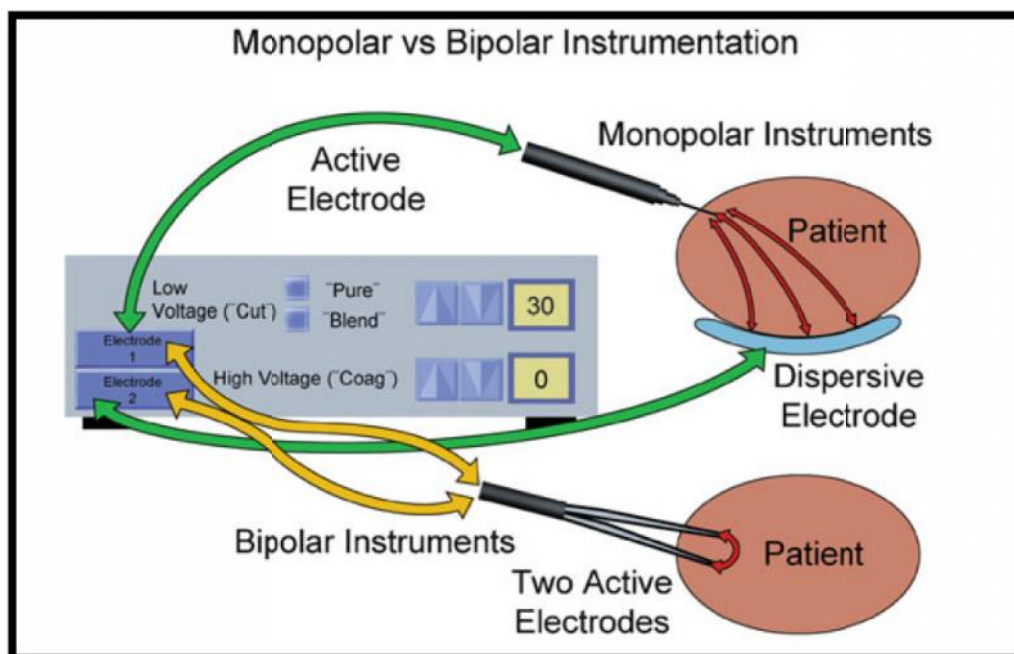 Monopolar vs Bipolar Instrumentation
Monopolar Instruments
Active
Electrode
Patient
Low
Voltage (¨Cut¨)
¨Pure¨
¨Blend¨
30
Electrode
1
Electrode
2
High Voltage (¨Coag¨)
0
Dispersive
Electrode
Bipolar Instruments
Patient
Two Active
Electrodes